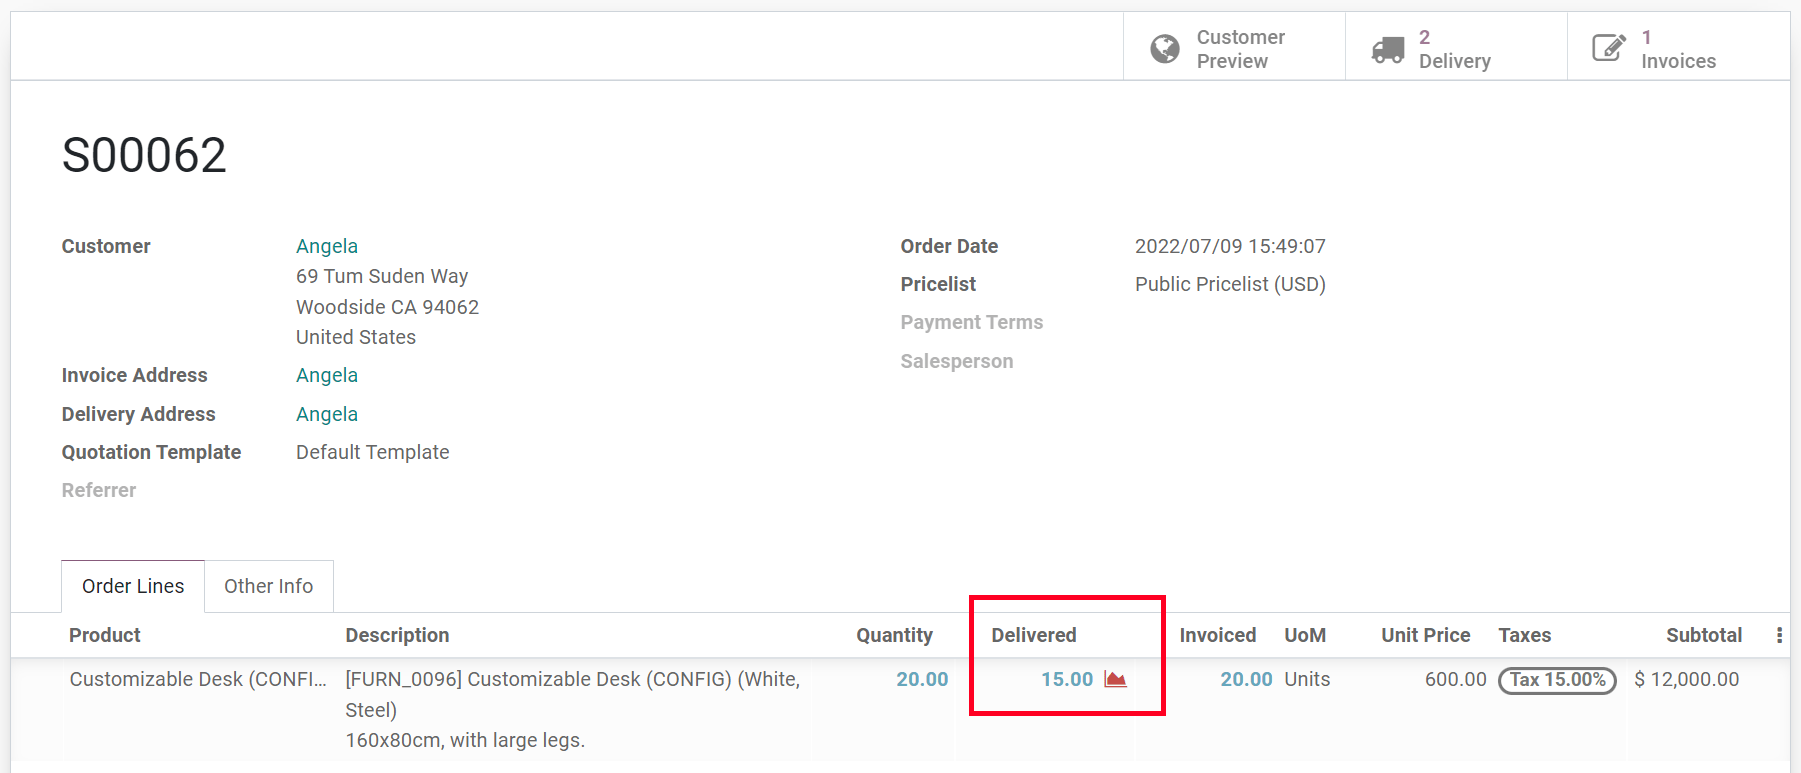 Customer Preview
2 Delivery
1 Invoices
S00062
Customer Angela
69 Tum Suden Way
Woodside CA 94062
United States
Invoice Address Angela
Delivery Address Angela
Quotation Template Default Template
Referrer
Order Date 2022/07/09 15:49:07
Pricelist Public Pricelist (USD)
Payment Terms
Salesperson
Order Lines Other Info
Product Description Quantity Delivered Invoiced UoM Unit Price Taxes Subtotal
Customizable Desk (CONFI... [FURN_0096] Customizable Desk (CONFIG) (White, 20.00 15.00 20.00 Units 600.00 Tax 15.00% $ 12,000.00
Steel)
160x80cm, with large legs.